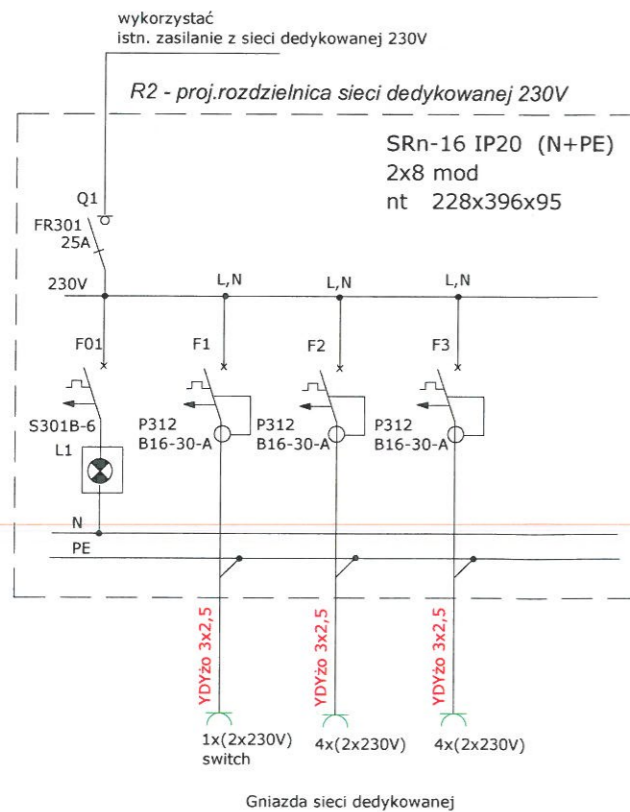 wykorzystać
istn. zasilanie z sieci dedykowanej 230V
R2 - proj.rozdzielnica sieci dedykowanej 230V
SRn-16 IP20 (N+PE)
2x8 mod
nt 228x396x95
Q1
FR301
25A
230V
L,N
L,N
L,N
F01
F1
F2
F3
S301B-6
P312
B16-30-A
P312
B16-30-A
P312
B16-30-A
L1
N
PE
YDYżo 3x2,5
YDYżo 3x2,5
YDYżo 3x2,5
1x(2x230V)
switch
4x(2x230V)
4x(2x230V)
Gniazda sieci dedykowanej